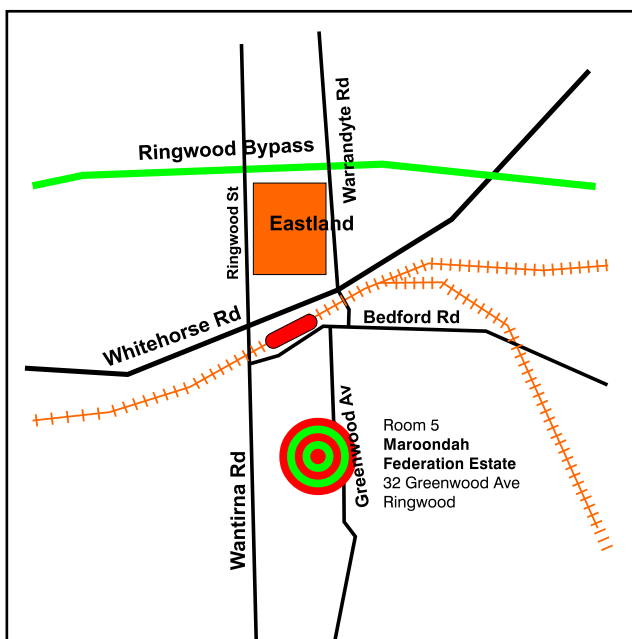 Warrandyte Rd
Ringwood Bypass
Ringwood St
Eastland
Whitehorse Rd
Bedford Rd
Greenwood Av
Wantirna Rd
Room 5
Maroondah
Federation Estate
32 Greenwood Ave
Ringwood